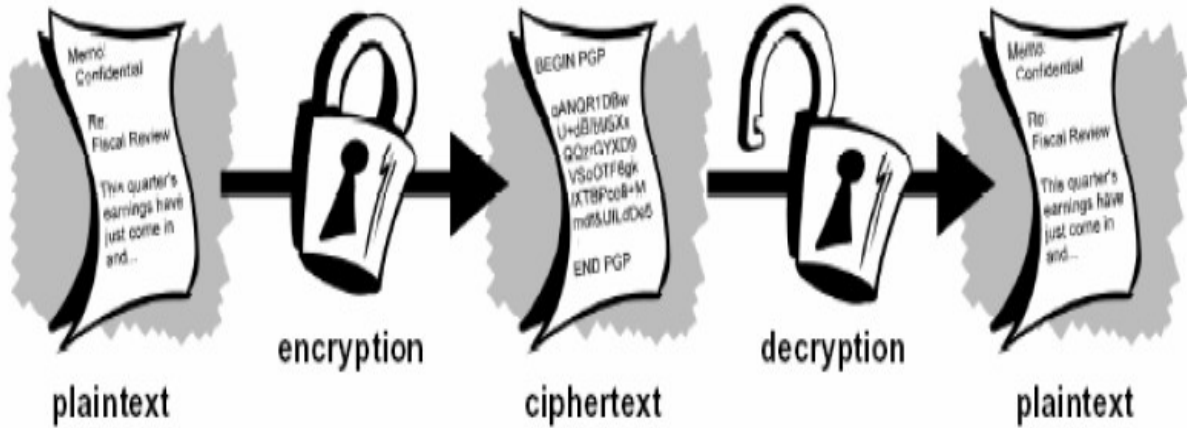 Memo:
Confidential
Re:
Fiscal Review
This quarter's
earnings have
just come in
and...
BEGIN PGP
VSoOTF6gk
END PGP
Memo:
Confidential
Re:
Fiscal Review
This quarter's
earnings have
just come in
and...
encryption
decryption
plaintext
ciphertext
plaintext